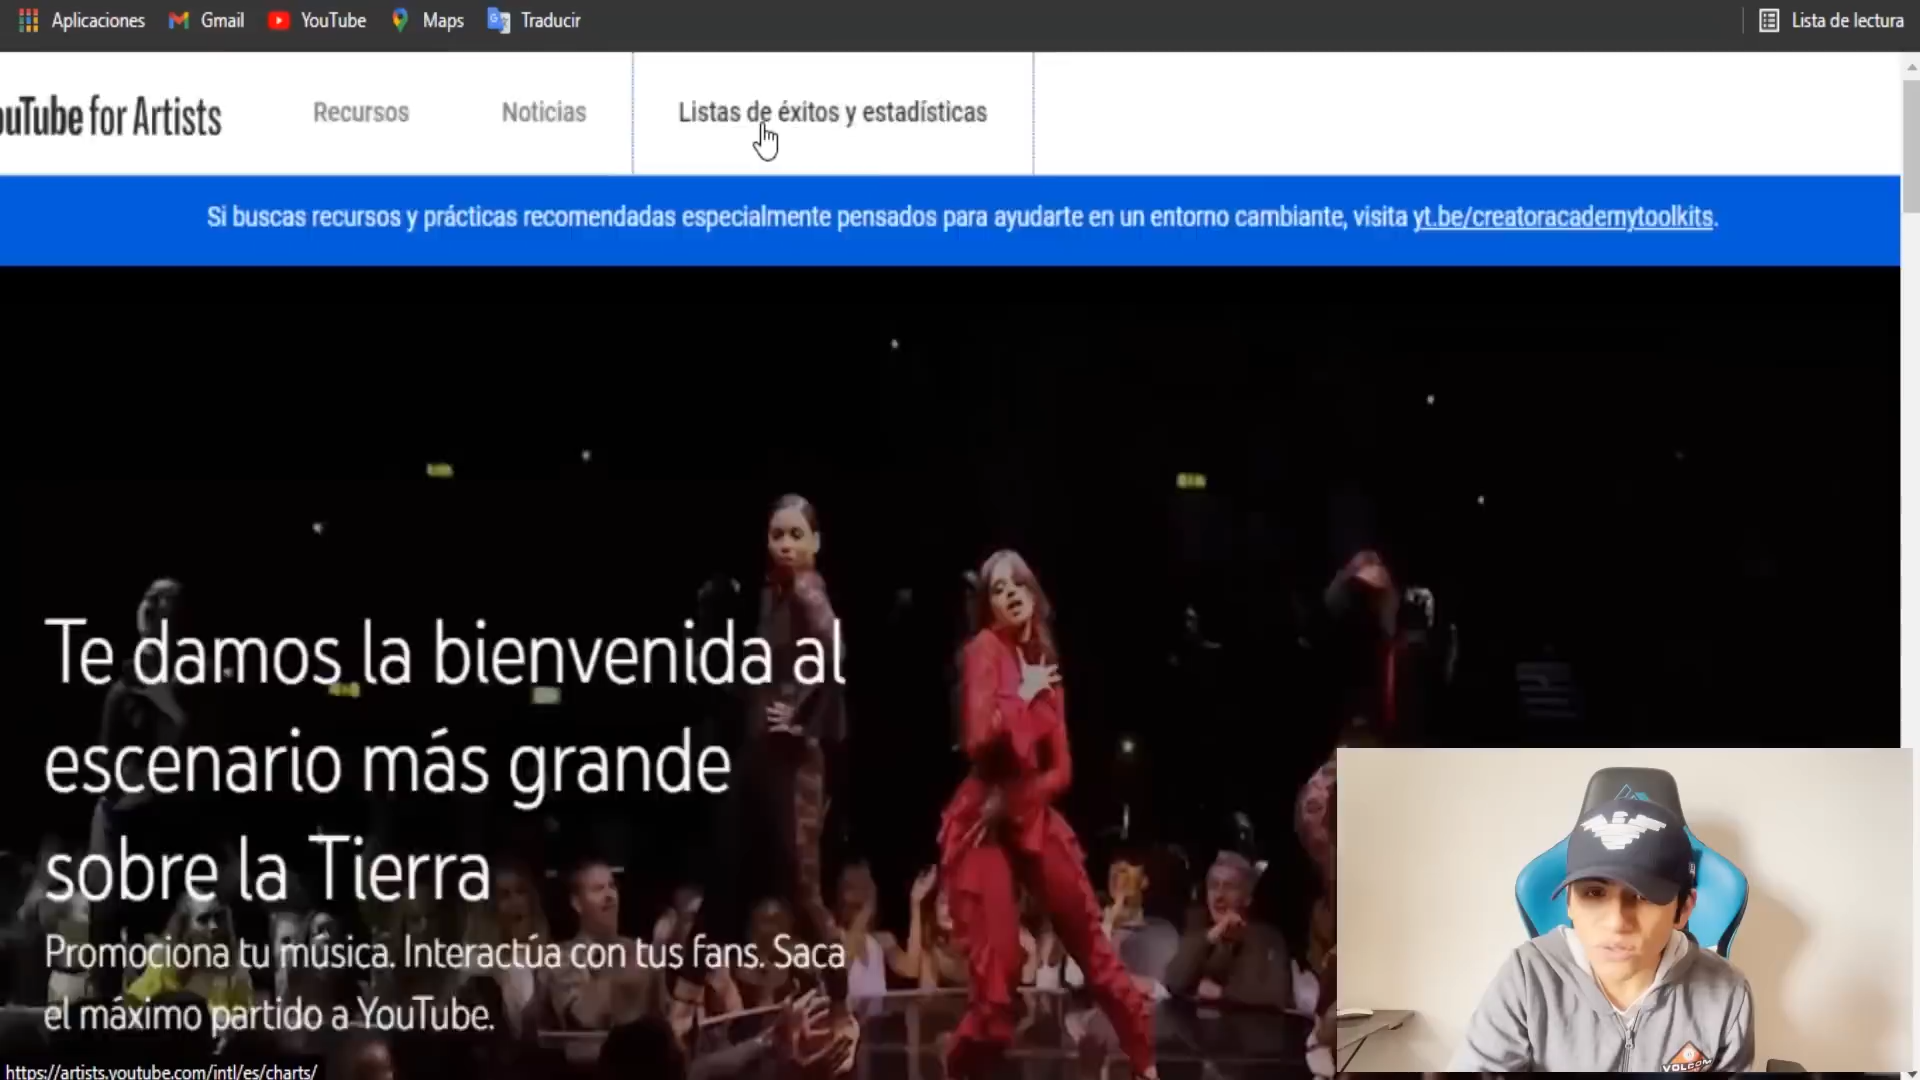 Aplicaciones Gmail YouTube Maps Traducir Lista de lectura
ouTube for Artists Recursos Noticias Listas de éxitos y estadísticas
Si buscas recursos y prácticas recomendadas especialmente pensados para ayudarte en un entorno cambiante, visita yt.be/creatoracademytoolkits.
Te damos la bienvenida al
escenario más grande
sobre la Tierra
Promociona tu música. Interactúa con tus fans. Saca
el máximo partido a YouTube.
VOLCOM
https://artists.youtube.com/intl/es/charts/